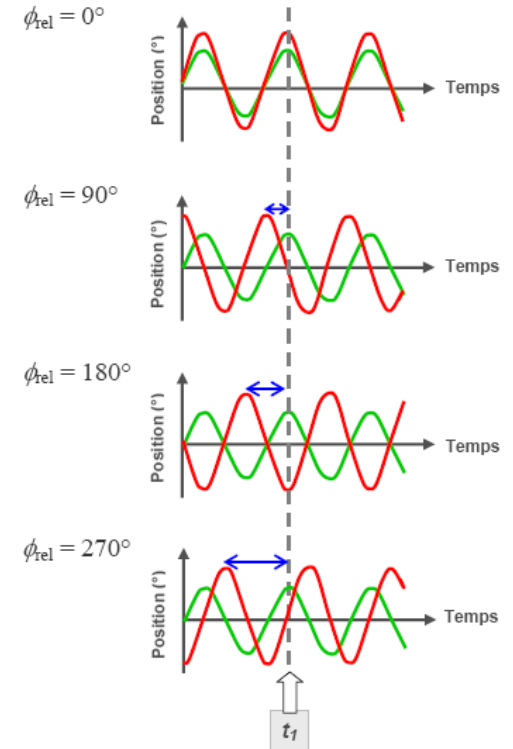 ϕrel = 0°
Position (°)
Temps
ϕrel = 90°
Position (°)
Temps
ϕrel = 180°
Position (°)
Temps
ϕrel = 270°
Position (°)
Temps
t1